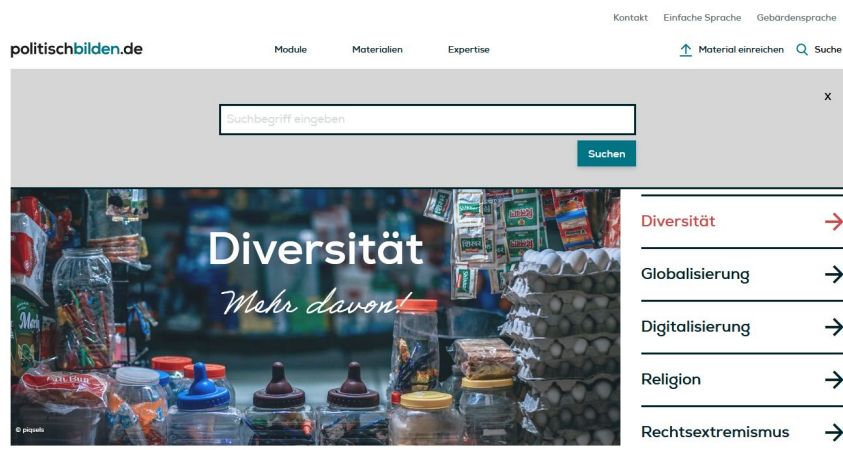 Kontakt Einfache Sprache Gebärdensprache
politischbilden.de Module Materialien Expertise Material einreichen Suche
x
Suchbegriff eingeben
Suchen
Diversität
Mehr davon!
© piqsels
Diversität
Globalisierung
Digitalisierung
Religion
Rechtsextremismus